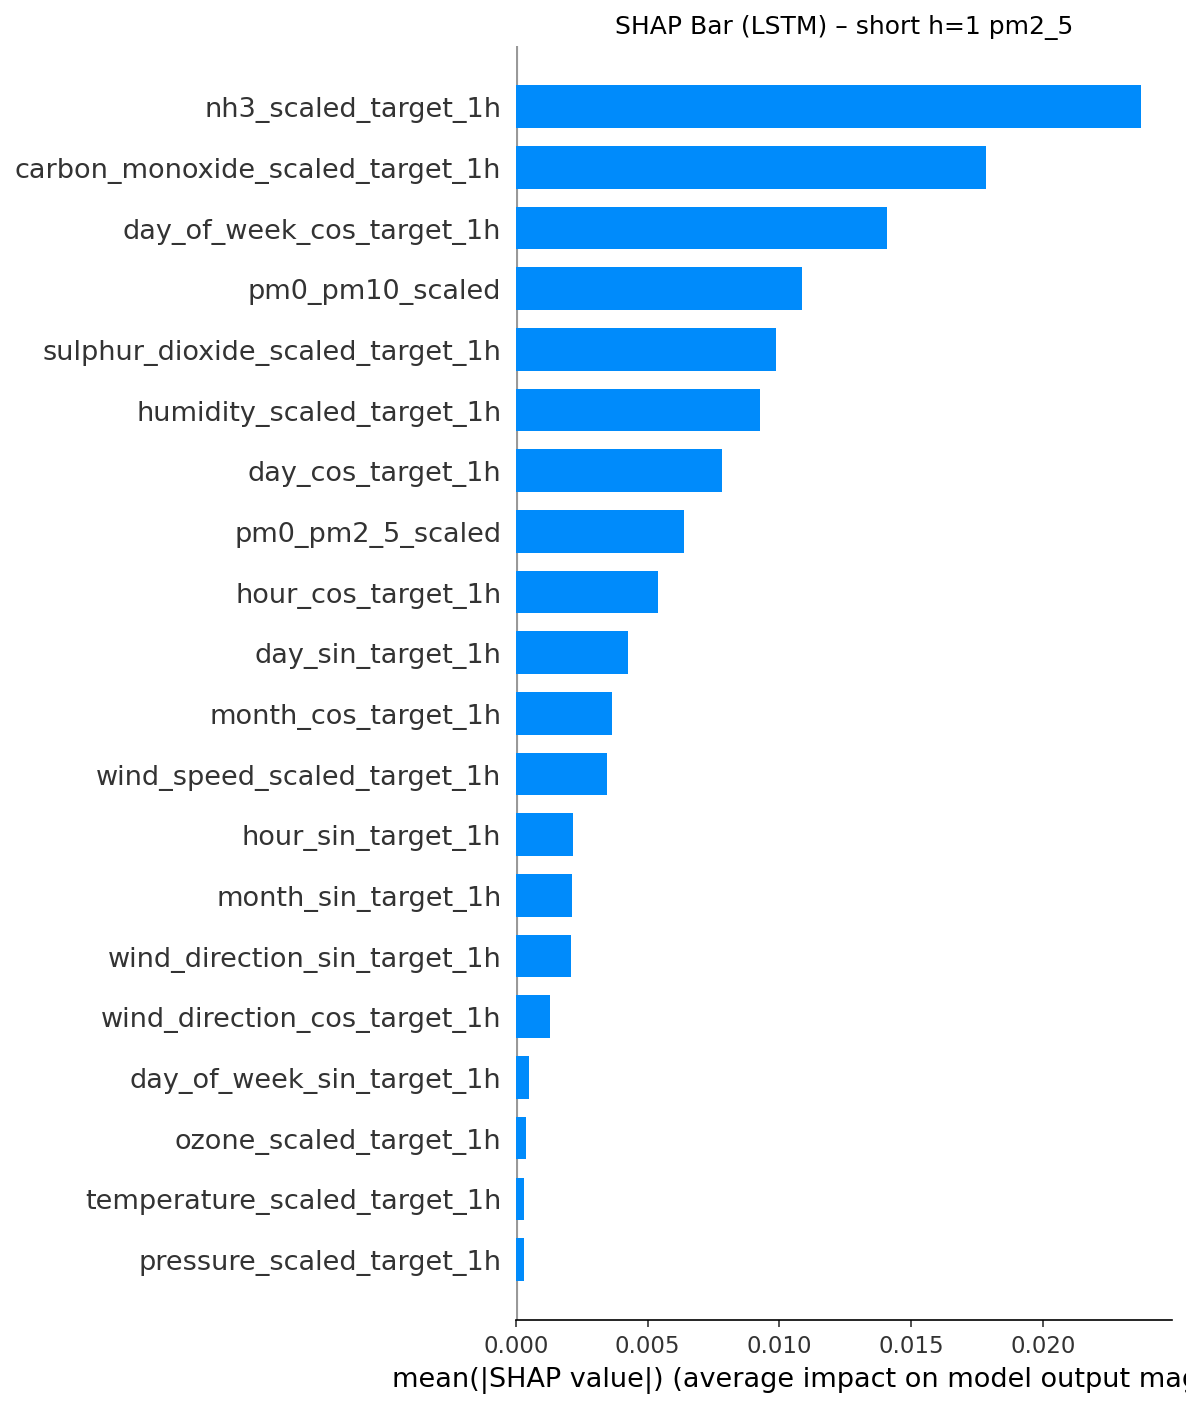 SHAP Bar (LSTM) – short h=1 pm2_5
nh3_scaled_target_1h
carbon_monoxide_scaled_target_1h
day_of_week_cos_target_1h
pm0_pm10_scaled
sulphur_dioxide_scaled_target_1h
humidity_scaled_target_1h
day_cos_target_1h
pm0_pm2_5_scaled
hour_cos_target_1h
day_sin_target_1h
month_cos_target_1h
wind_speed_scaled_target_1h
hour_sin_target_1h
month_sin_target_1h
wind_direction_sin_target_1h
wind_direction_cos_target_1h
day_of_week_sin_target_1h
ozone_scaled_target_1h
temperature_scaled_target_1h
pressure_scaled_target_1h
0.000 0.005 0.010 0.015 0.020
mean(|SHAP value|) (average impact on model output mag